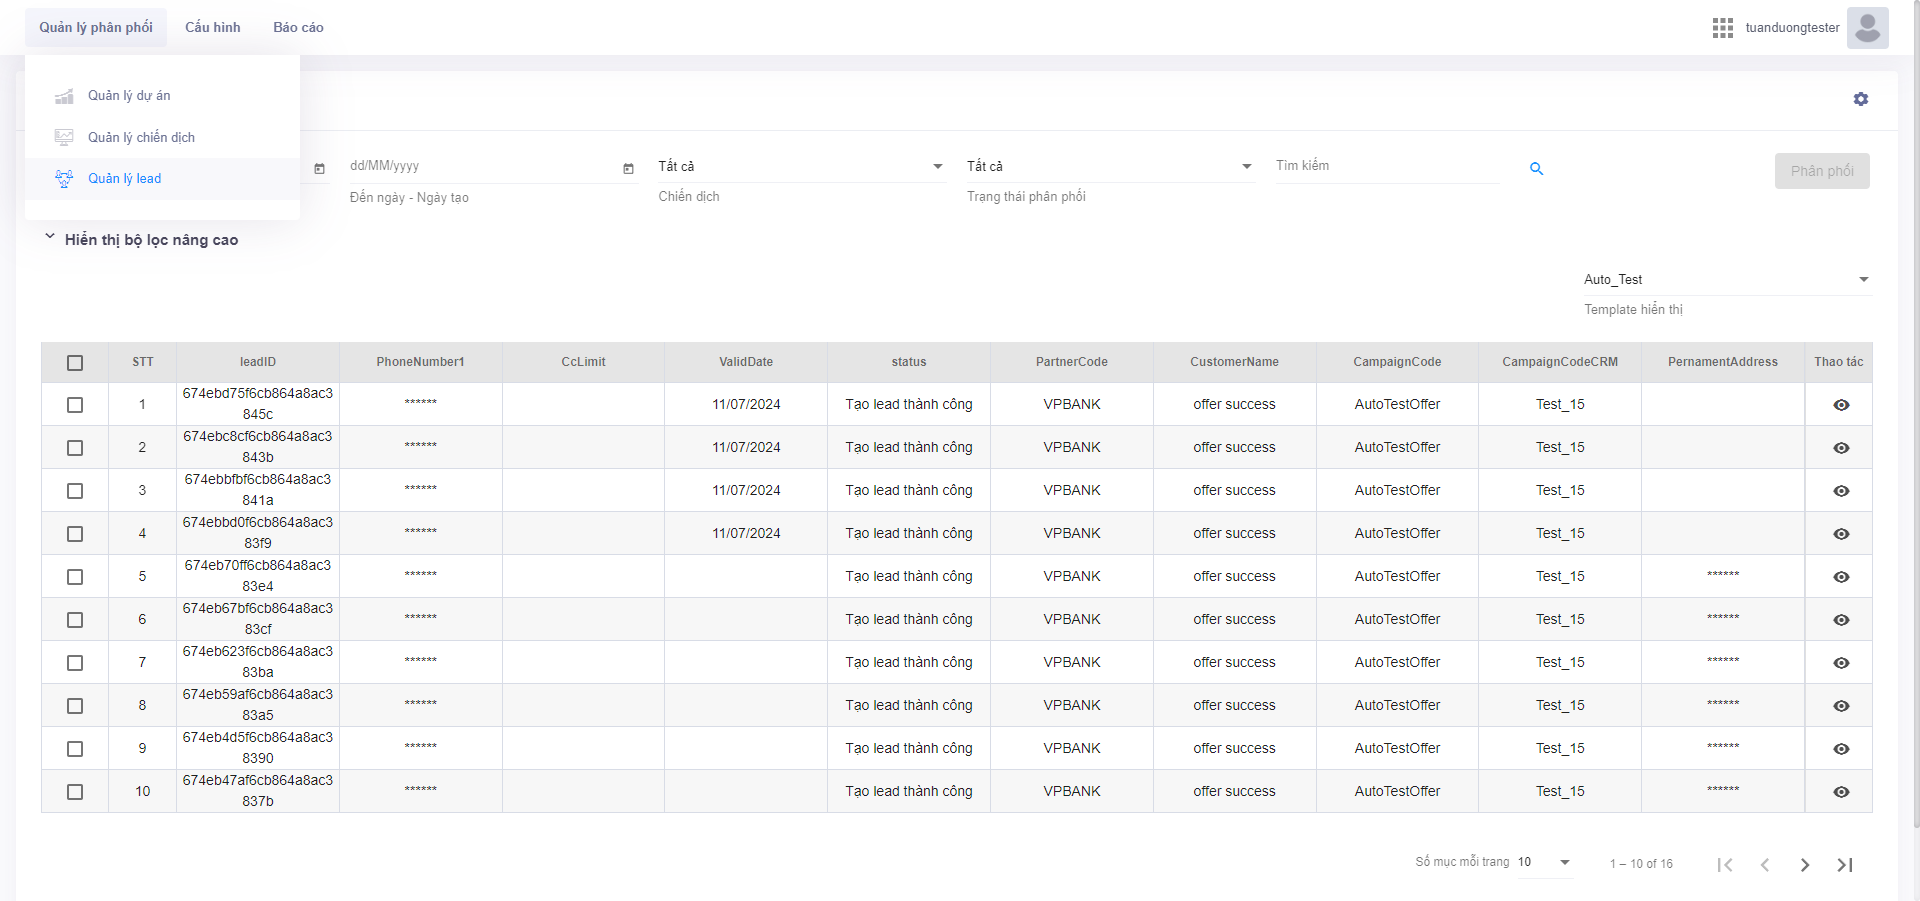 Quản lý phân phối Cấu hình Báo cáo tuanduongtester
Quản lý dự án
Quản lý chiến dịch
Quản lý lead
dd/MM/yyyy Tất cả Tất cả Tìm kiếm Phân phối
Đến ngày - Ngày tạo Chiến dịch Trạng thái phân phối
Hiển thị bộ lọc nâng cao
Auto_Test
Template hiển thị
STT leadID PhoneNumber1 CcLimit ValidDate status PartnerCode CustomerName CampaignCode CampaignCodeCRM PernamentAddress Thao tác
1 674ebd75f6cb864a8ac3845c ****** 11/07/2024 Tạo lead thành công VPBANK offer success AutoTestOffer Test_15
2 674ebc8cf6cb864a8ac3843b ****** 11/07/2024 Tạo lead thành công VPBANK offer success AutoTestOffer Test_15
3 674ebbfbf6cb864a8ac3841a ****** 11/07/2024 Tạo lead thành công VPBANK offer success AutoTestOffer Test_15
4 674ebbd0f6cb864a8ac383f9 ****** 11/07/2024 Tạo lead thành công VPBANK offer success AutoTestOffer Test_15
5 674eb70ff6cb864a8ac383e4 ****** Tạo lead thành công VPBANK offer success AutoTestOffer Test_15 ******
6 674eb67bf6cb864a8ac383cf ****** Tạo lead thành công VPBANK offer success AutoTestOffer Test_15 ******
7 674eb623f6cb864a8ac383ba ****** Tạo lead thành công VPBANK offer success AutoTestOffer Test_15 ******
8 674eb59af6cb864a8ac383a5 ****** Tạo lead thành công VPBANK offer success AutoTestOffer Test_15 ******
9 674eb4d5f6cb864a8ac38390 ****** Tạo lead thành công VPBANK offer success AutoTestOffer Test_15 ******
10 674eb47af6cb864a8ac3837b ****** Tạo lead thành công VPBANK offer success AutoTestOffer Test_15 ******
Số mục mỗi trang 10 1 – 10 of 16